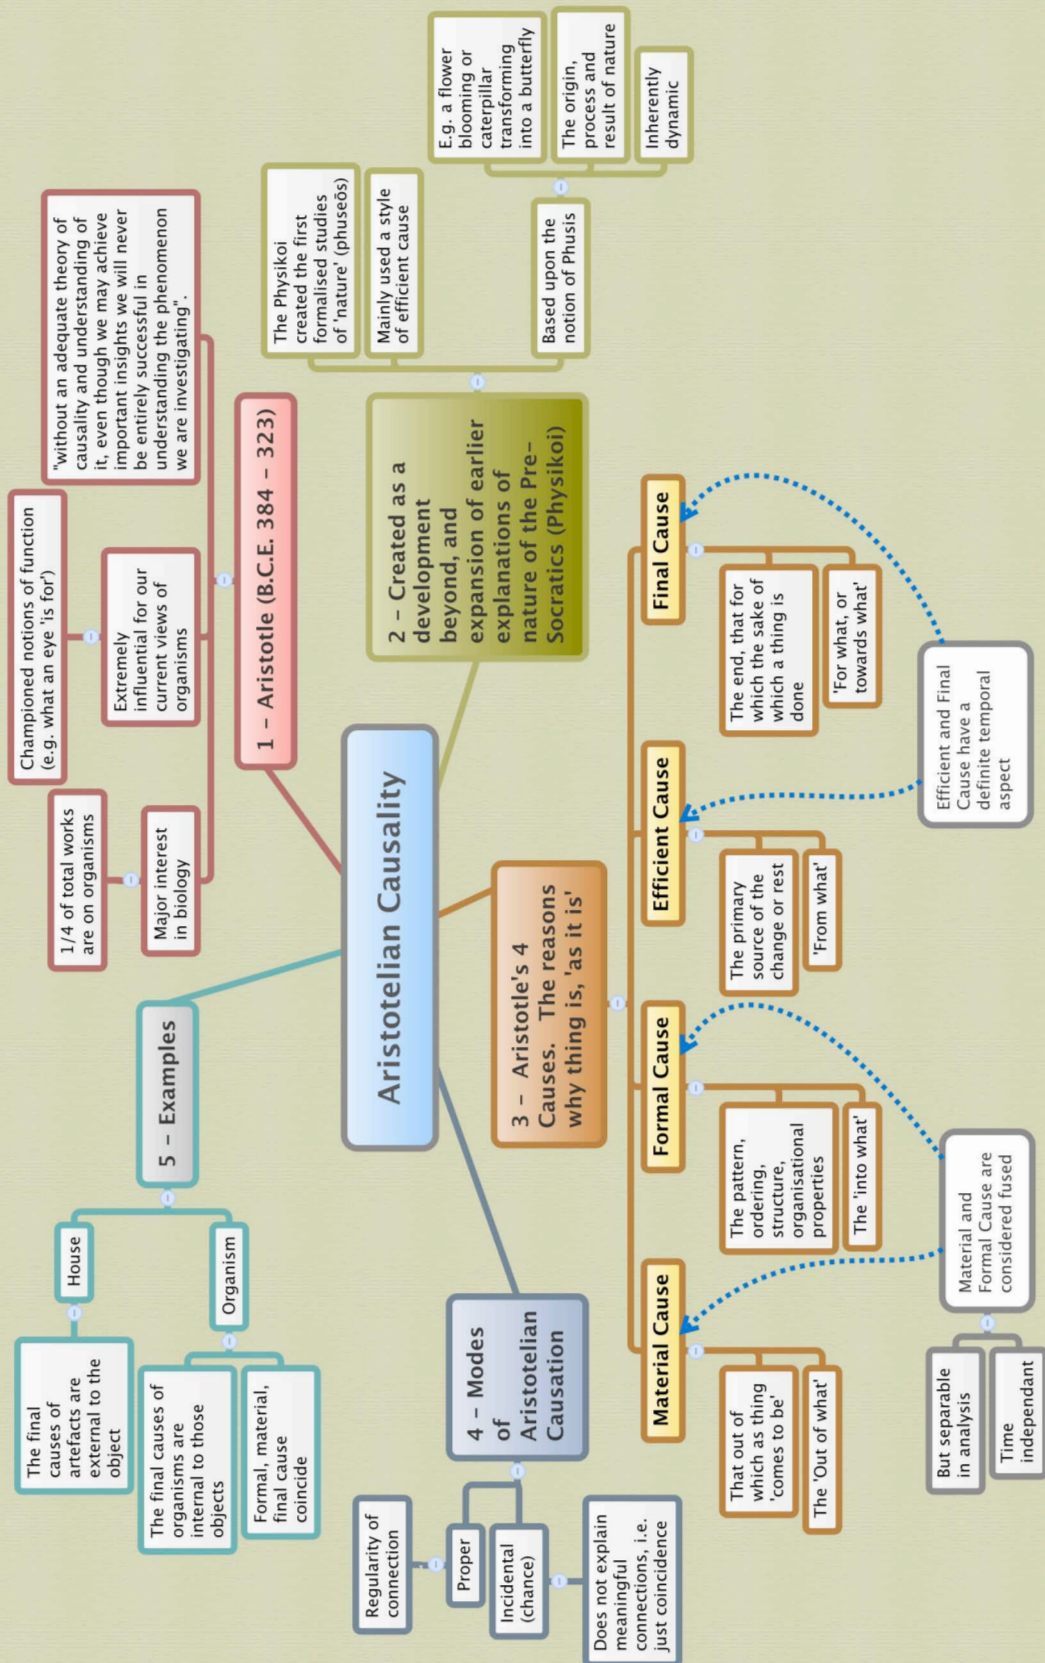 Aristotelian Causality
1 – Aristotle (B.C.E. 384 – 323)
"without an adequate theory of
causality and understanding of
it, even though we may achieve
important insights we will never
be entirely successful in
understanding the phenomenon
we are investigating".
Extremely
influential for our
current views of
organisms
Championed notions of function
(e.g. what an eye 'is for')
Major interest
in biology
1/4 of total works
are on organisms
2 – Created as a
development
beyond, and
expansion of earlier
explanations of
nature of the Pre–
Socratics (Physikoi)
The Physikoi
created the first
formalised studies
of 'nature' (phuseōs)
Mainly used a style
of efficient cause
Based upon the
notion of Phusis
E.g. a flower
blooming or
caterpillar
transforming
into a butterfly
The origin,
process and
result of nature
Inherently
dynamic
3 – Aristotle's 4
Causes. The reasons
why thing is, 'as it is'
Material Cause
That out of
which as thing
'comes to be'
The 'Out of what'
Formal Cause
The pattern,
ordering,
structure,
organisational
properties
The 'into what'
Efficient Cause
The primary
source of the
change or rest
'From what'
Final Cause
The end, that for
which the sake of
which a thing is
done
'For what, or
towards what'
Material and
Formal Cause are
considered fused
But separable
in analysis
Time
independant
Efficient and Final
Cause have a
definite temporal
aspect
4 – Modes
of
Aristotelian
Causation
Proper
Regularity of
connection
Incidental
(chance)
Does not explain
meaningful
connections, i.e.
just coincidence
5 – Examples
House
The final
causes of
artefacts are
external to the
object
Organism
The final causes of
organisms are
internal to those
objects
Formal, material,
final cause
coincide